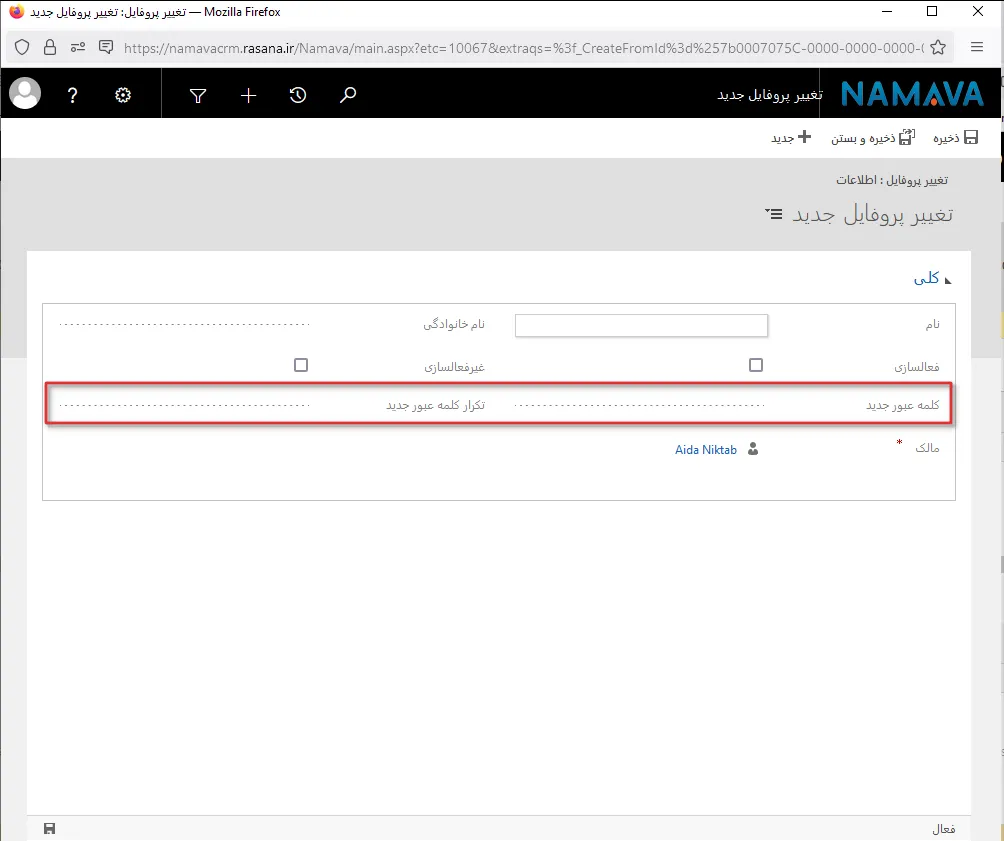 تغییر پروفایل: تغییر پروفایل جدید — Mozilla Firefox
https://namavacrm.rasana.ir/Namava/main.aspx?etc=10067&extraqs=%3f_CreateFromId%3d%257b0007075C-0000-0000-0000-
NAMAVA
تغییر پروفایل جدید
ذخیره
ذخیره و بستن
جدید
تغییر پروفایل : اطلاعات
تغییر پروفایل جدید
کلی
نام
نام خانوادگی
فعالسازی
غیرفعالسازی
کلمه عبور جدید
تکرار کلمه عبور جدید
مالک *
Aida Niktab
فعال